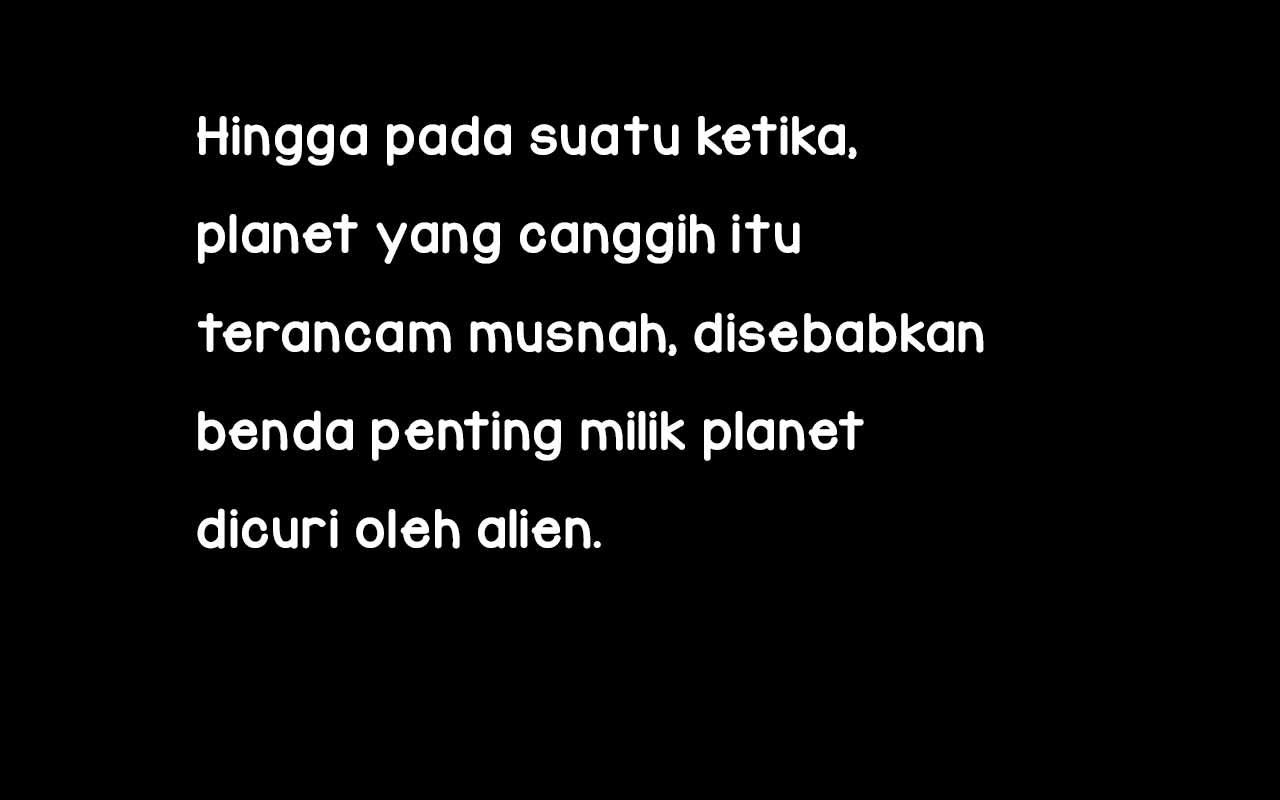 Hingga pada suatu ketika,
planet yang canggih itu
terancam musnah, disebabkan
benda penting milik planet
dicuri oleh alien.